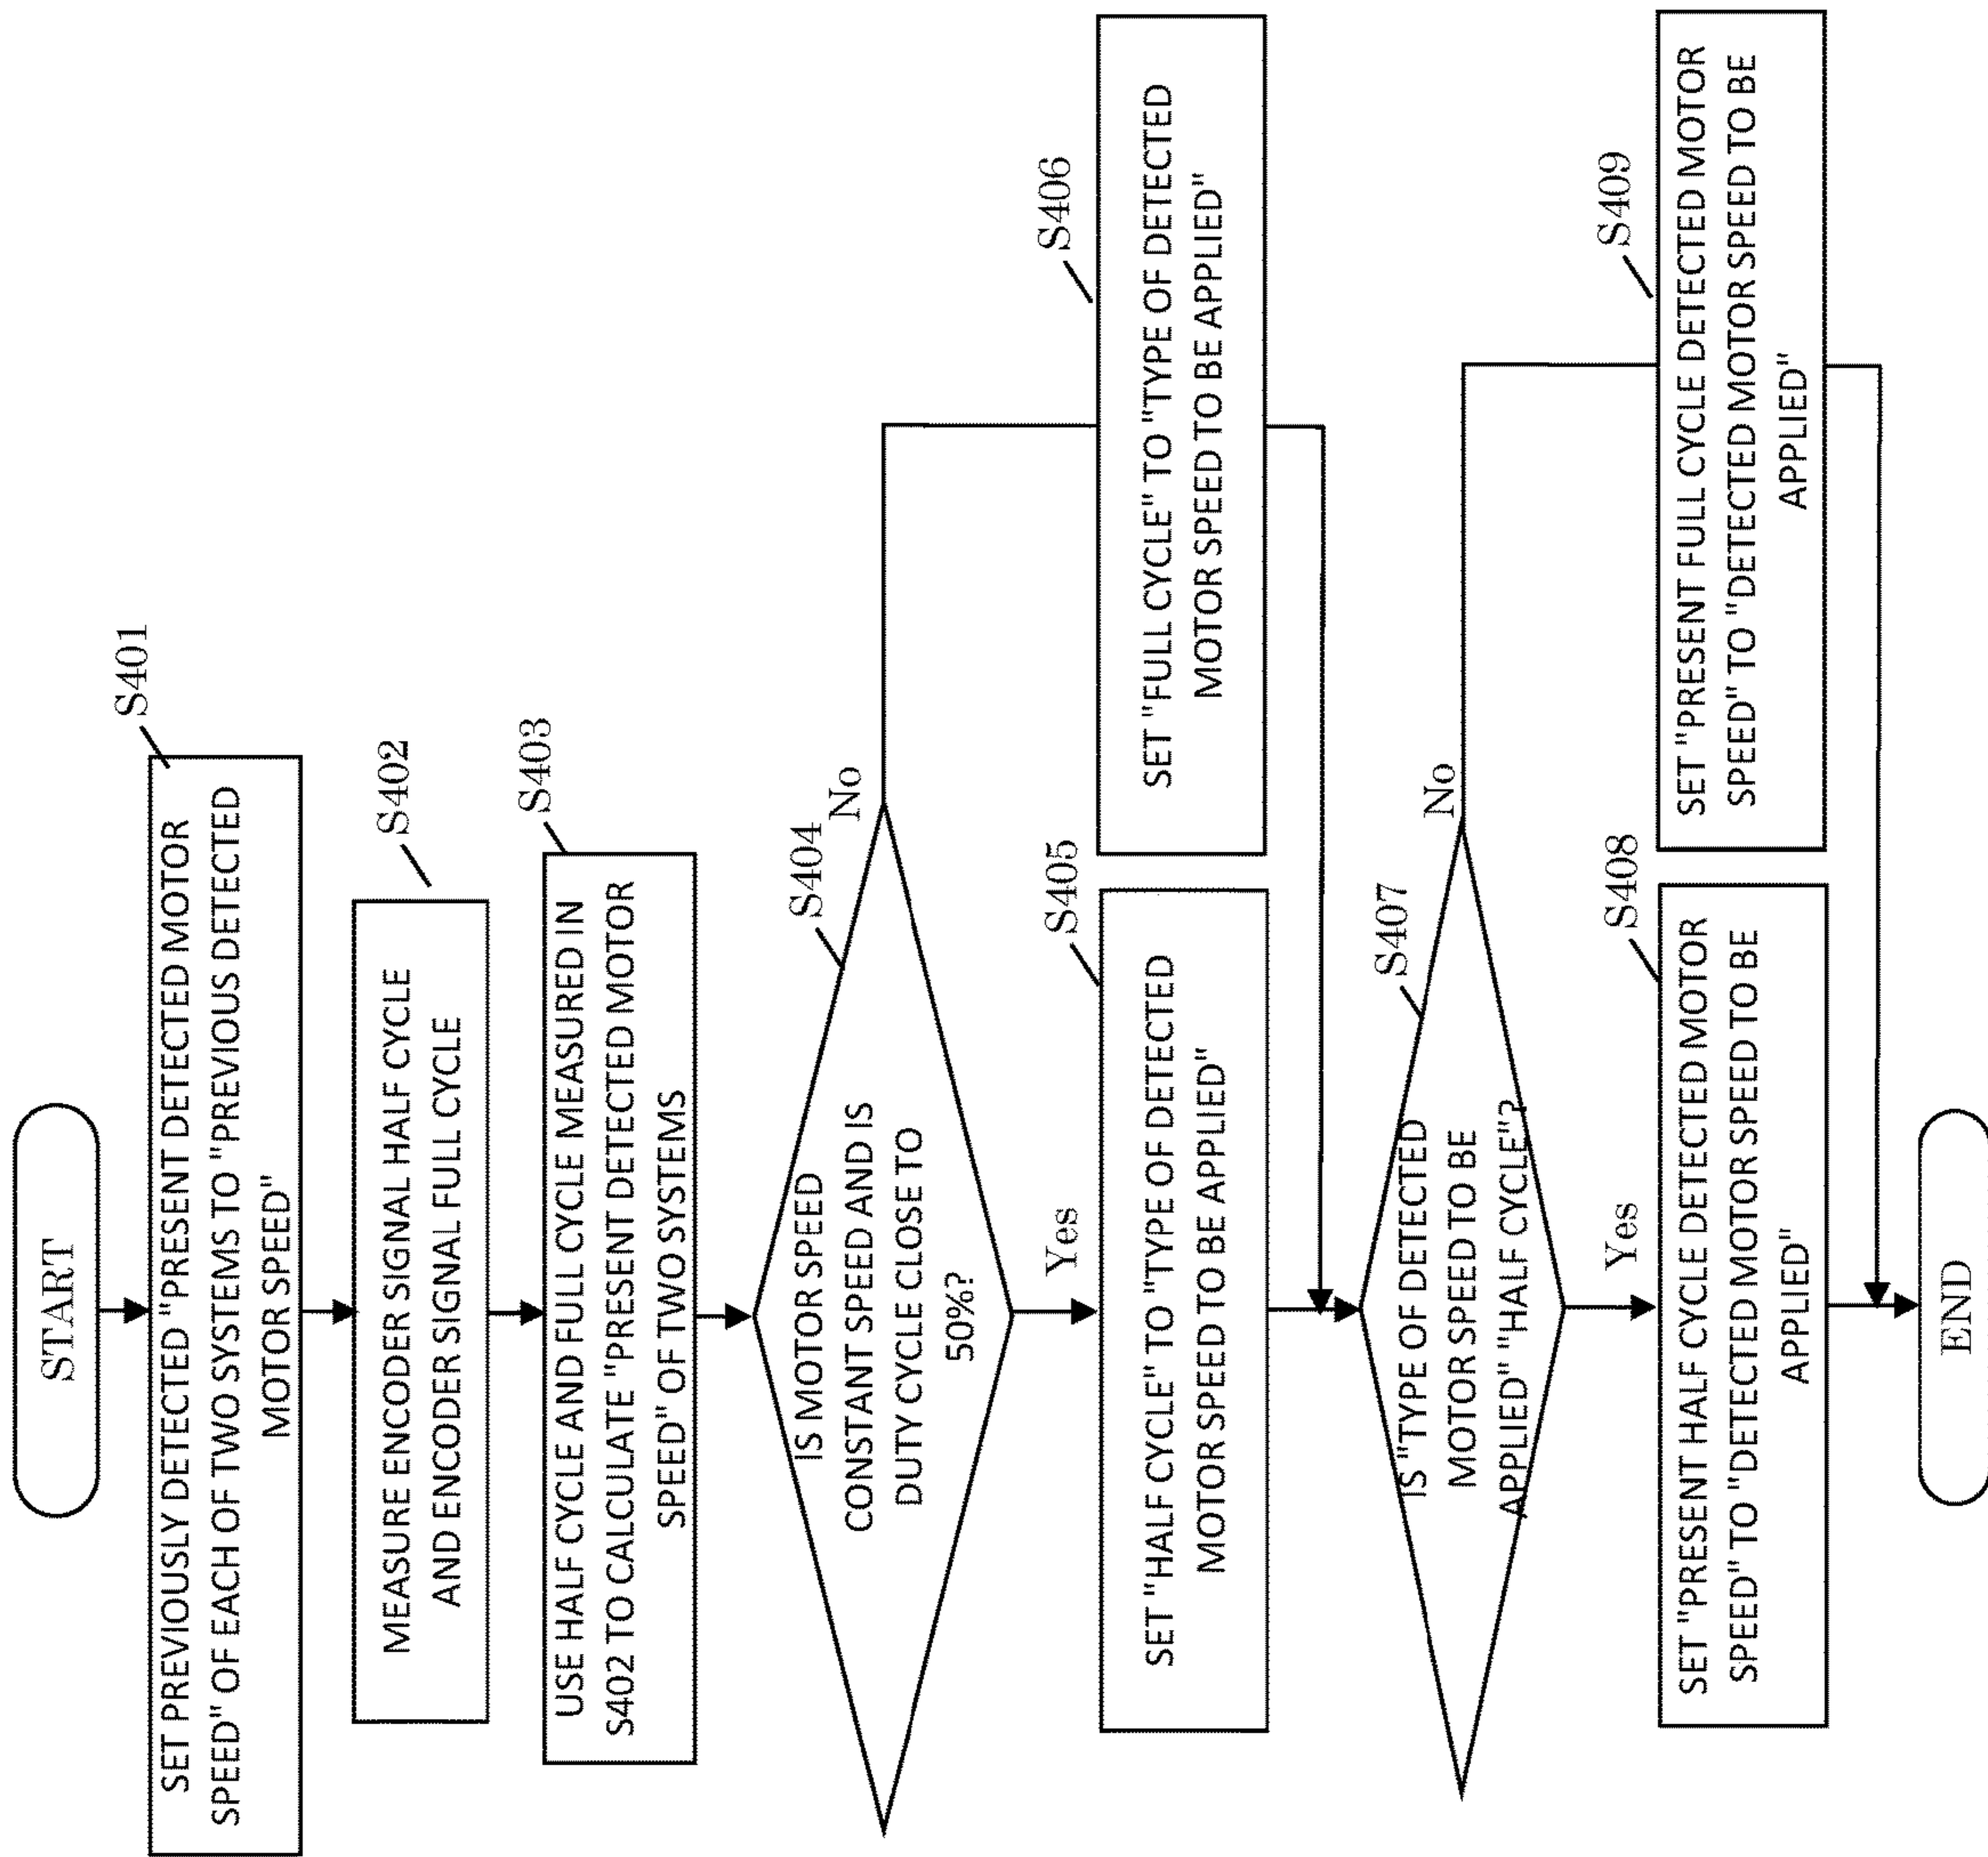 START
S401
SET PREVIOUSLY DETECTED "PRESENT DETECTED MOTOR
SPEED" OF EACH OF TWO SYSTEMS TO "PREVIOUS DETECTED
MOTOR SPEED"
S402
MEASURE ENCODER SIGNAL HALF CYCLE
AND ENCODER SIGNAL FULL CYCLE
S403
USE HALF CYCLE AND FULL CYCLE MEASURED IN
S402 TO CALCULATE "PRESENT DETECTED MOTOR
SPEED" OF TWO SYSTEMS
S404
IS MOTOR SPEED
CONSTANT SPEED AND IS
DUTY CYCLE CLOSE TO
50%?
No
Yes
S405
SET "HALF CYCLE" TO "TYPE OF DETECTED
MOTOR SPEED TO BE APPLIED"
S406
SET "FULL CYCLE" TO "TYPE OF DETECTED
MOTOR SPEED TO BE APPLIED"
S407
IS "TYPE OF DETECTED
MOTOR SPEED TO BE
APPLIED" "HALF CYCLE"?
No
Yes
S408
SET "PRESENT HALF CYCLE DETECTED MOTOR
SPEED" TO "DETECTED MOTOR SPEED TO BE
APPLIED"
S409
SET "PRESENT FULL CYCLE DETECTED MOTOR
SPEED" TO "DETECTED MOTOR SPEED TO BE
APPLIED"
END